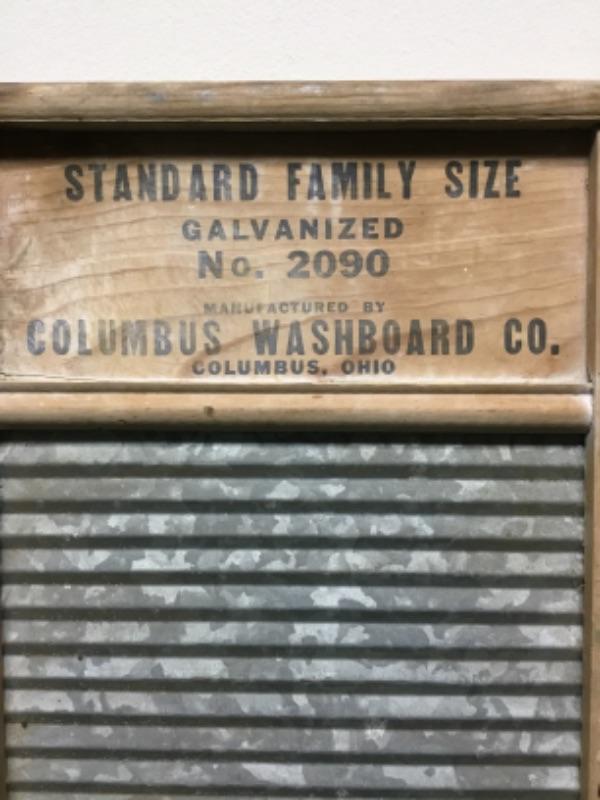 STANDARD FAMILY SIZE
GALVANIZED
No. 2090
MANUFACTURED BY
COLUMBUS WASHBOARD CO.
COLUMBUS, OHIO